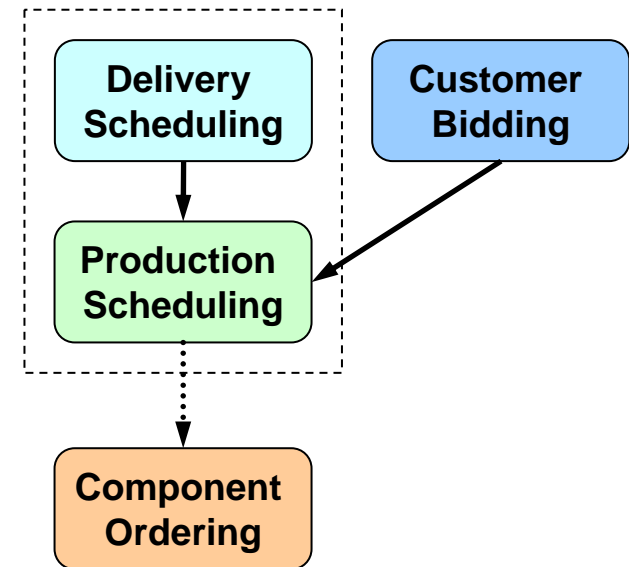 Delivery
Scheduling
Customer
Bidding
Production
Scheduling
Component
Ordering